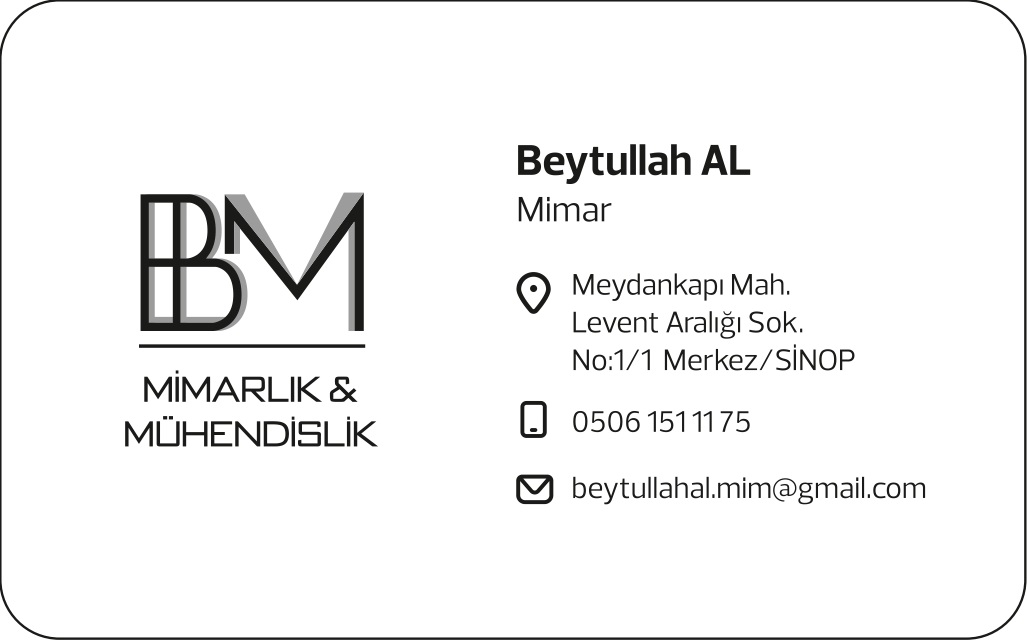 BM
MİMARLIK &
MÜHENDİSLİK
Beytullah AL
Mimar
Meydankapı Mah.
Levent Aralığı Sok.
No:1/1 Merkez/SİNOP
0506 151 11 75
beytullahal.mim@gmail.com